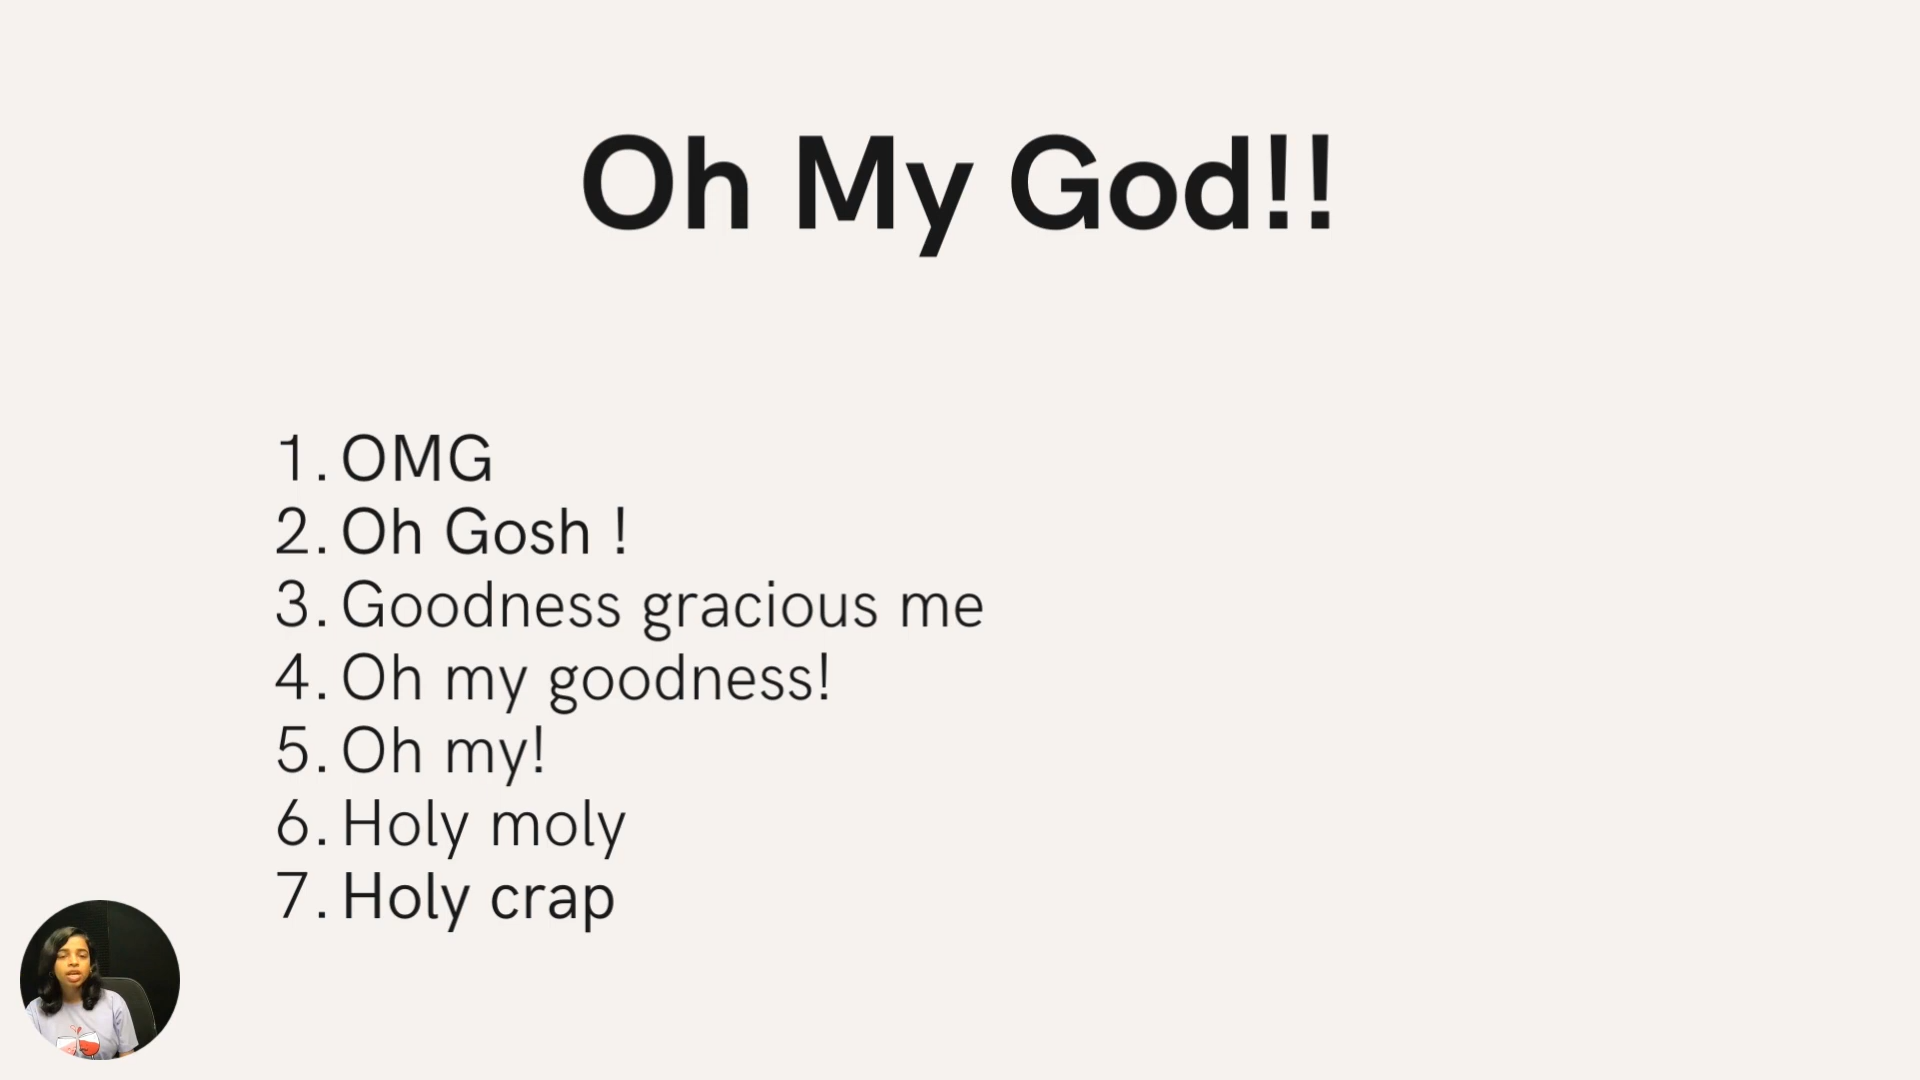 Oh My God!!
1. OMG
2. Oh Gosh !
3. Goodness gracious me
4. Oh my goodness!
5. Oh my!
6. Holy moly
7. Holy crap